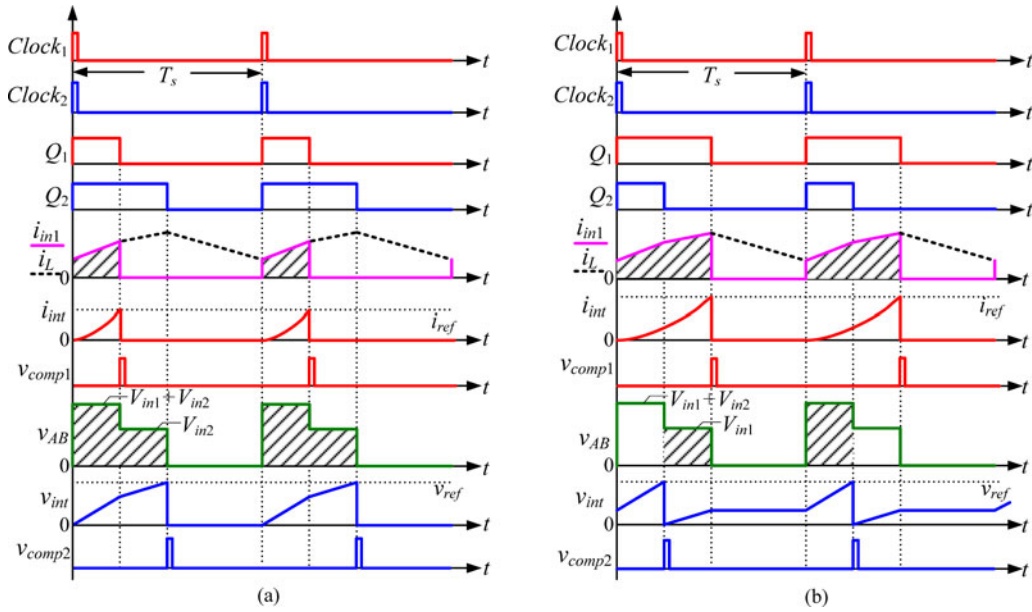 Clock1
t
Ts
Clock2
t
Q1
t
Q2
t
iin1
iL
0
t
iint
iref
0
t
vcomp1
t
Vin1 + Vin2
Vin2
vAB
0
t
vint
vref
0
t
vcomp2
t
(a)
Clock1
t
Ts
Clock2
t
Q1
t
Q2
t
iin1
iL
0
t
iint
iref
0
t
vcomp1
t
Vin1 + Vin2
Vin1
vAB
0
t
vint
vref
0
t
vcomp2
t
(b)